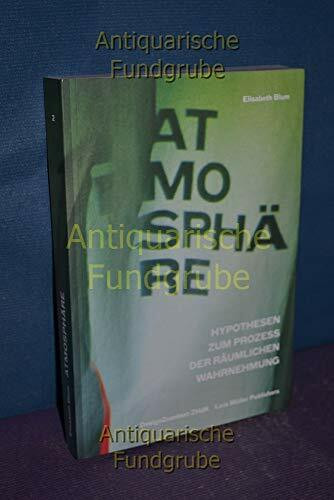 Antiquarische
Fundgrube
Elisabeth Blum
AT
MO
SPHÄ
RE
Antiquarische
Fundgrube
HYPOTHESEN
ZUM PROZESS
DER RÄUMLICHEN
WAHRNEHMUNG
Lars Müller Publishers
2
ATMOSPHÄRE
Antiquarische
Fundgrube